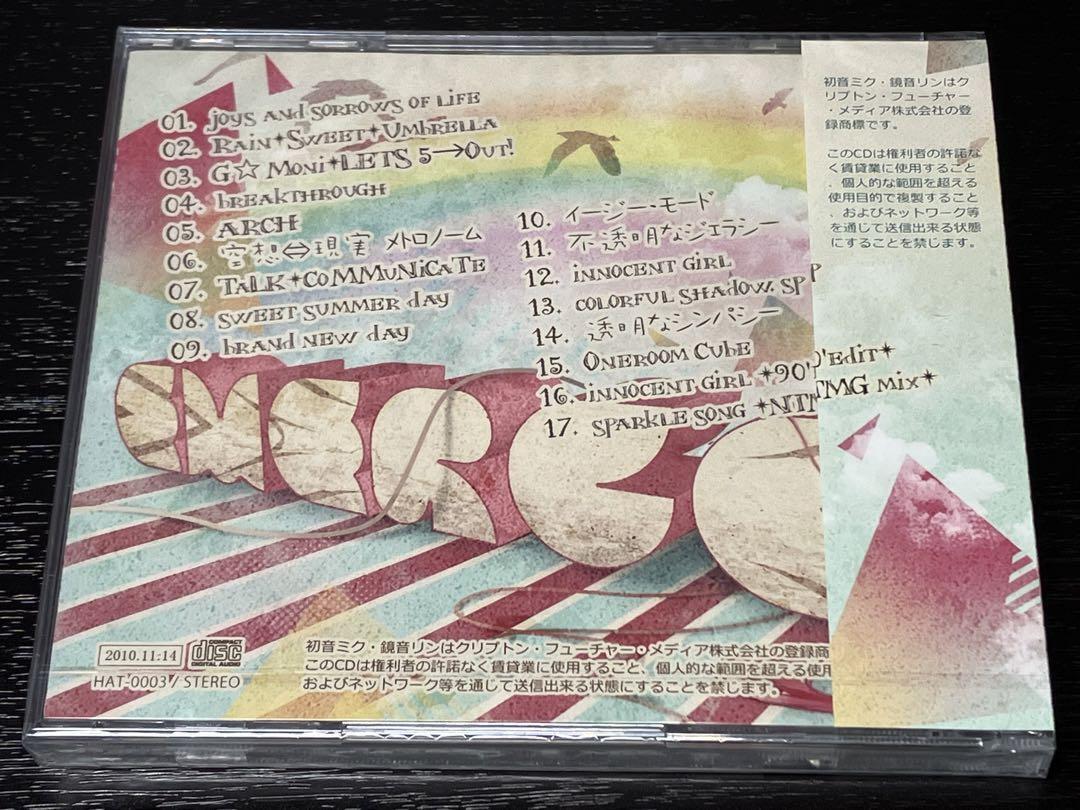 01. joys and sorrows of life
02. Rain✦Sweet✦Umbrella
03. G☆Moni✦LETS 5→Out!
04. breakthrough
05. ARCH
06. 空想⇔現実 メトロノーム
07. TaLK✦CoMMuNiCaTE
08. sweet summer day
09. brand new day
10. イージー・モード
11. 不透明なジェラシー
12. innocent girl
13. colorful shadow. sp
14. 透明なシンパシー
15. Oneroom Cube
16. innocent girl ✦90'edit✦
17. sparkle song ✦NTMG mix✦
初音ミク・鏡音リンはク
リプトン・フューチャー
・メディア株式会社の登
録商標です。
このCDは権利者の許諾な
く賃貸業に使用すること
、個人的な範囲を超える
使用目的で複製すること
、およびネットワーク等
を通じて送信出来る状態
にすることを禁じます。
2010.11:14
COMPACT
disc
DIGITAL AUDIO
HAT-0003 / STEREO
初音ミク・鏡音リンはクリプトン・フューチャー・メディア株式会社の登録商
このCDは権利者の許諾なく賃貸業に使用すること、個人的な範囲を超える使用
およびネットワーク等を通じて送信出来る状態にすることを禁じます。